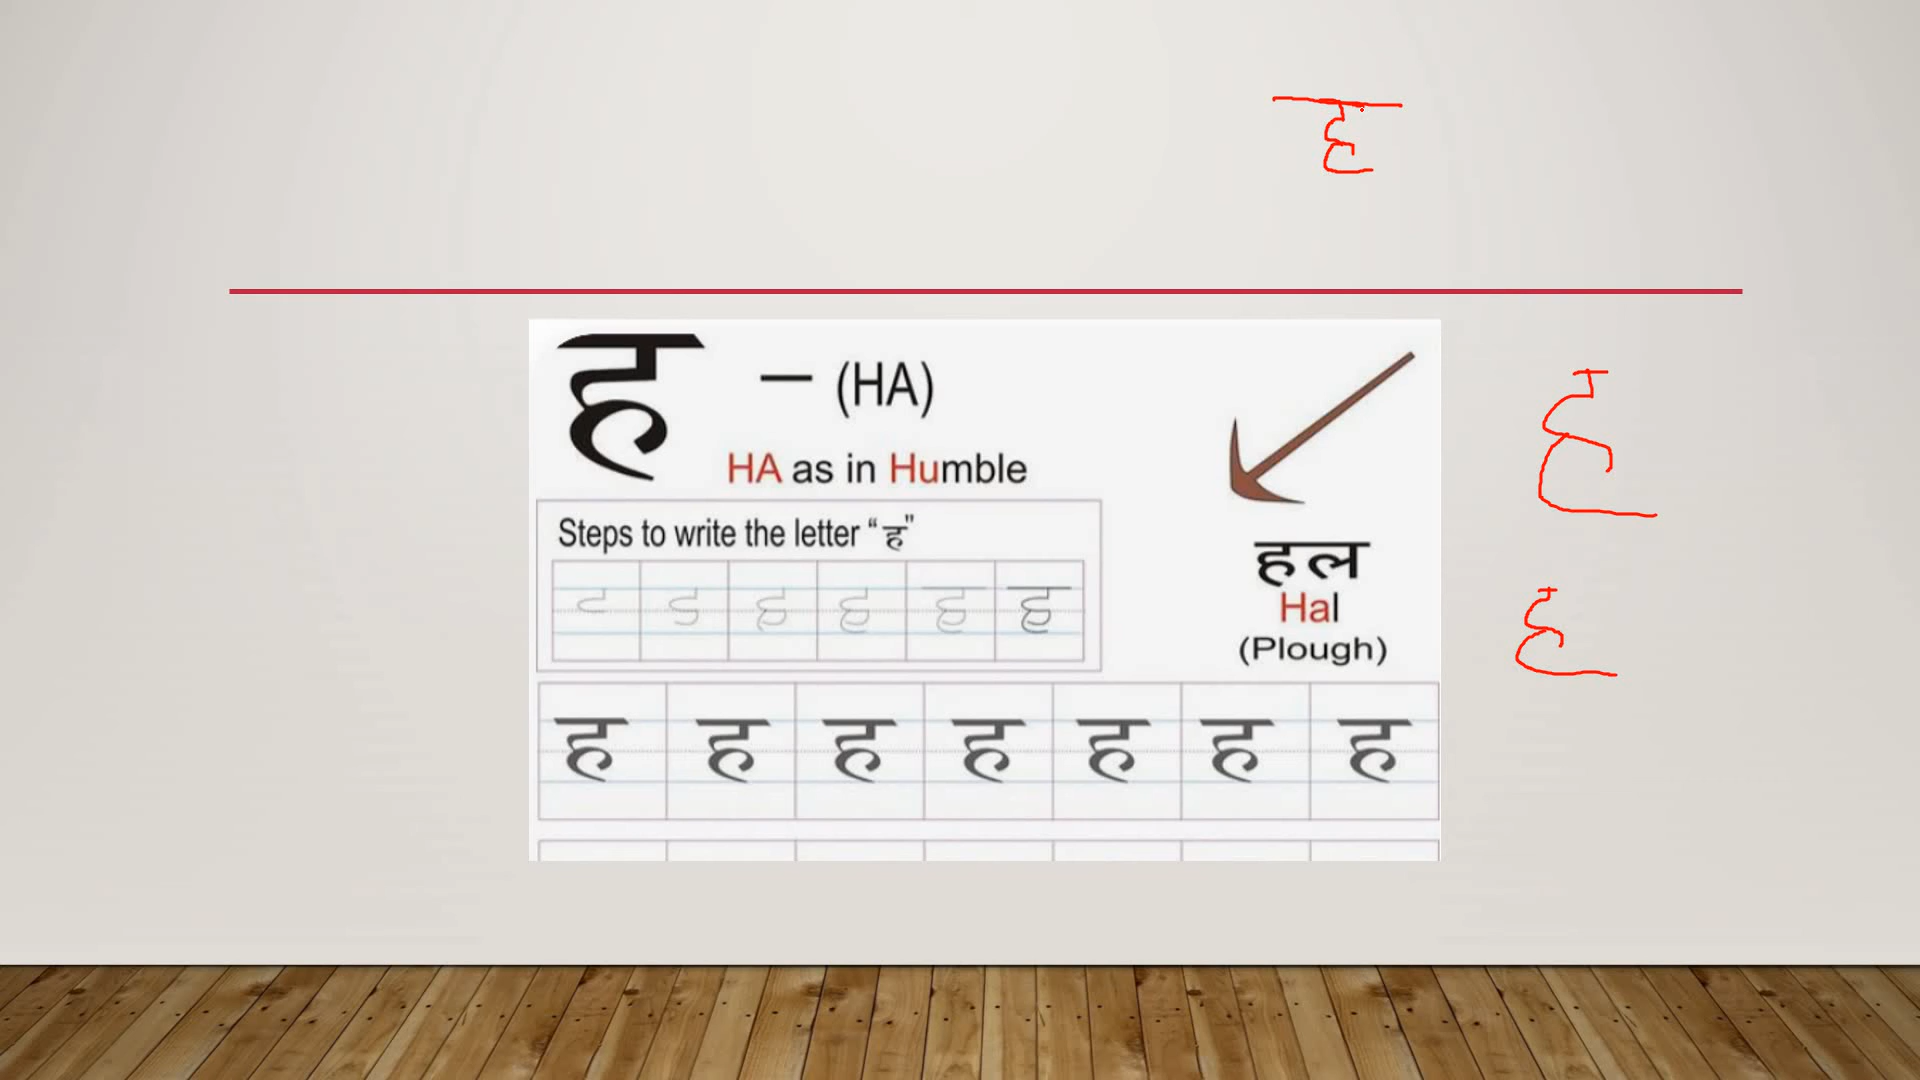 ह
ह – (HA)
HA as in Humble
Steps to write the letter “ ह”
ह
हल
Hal
(Plough)
ह ह ह ह ह ह ह
ह
ह